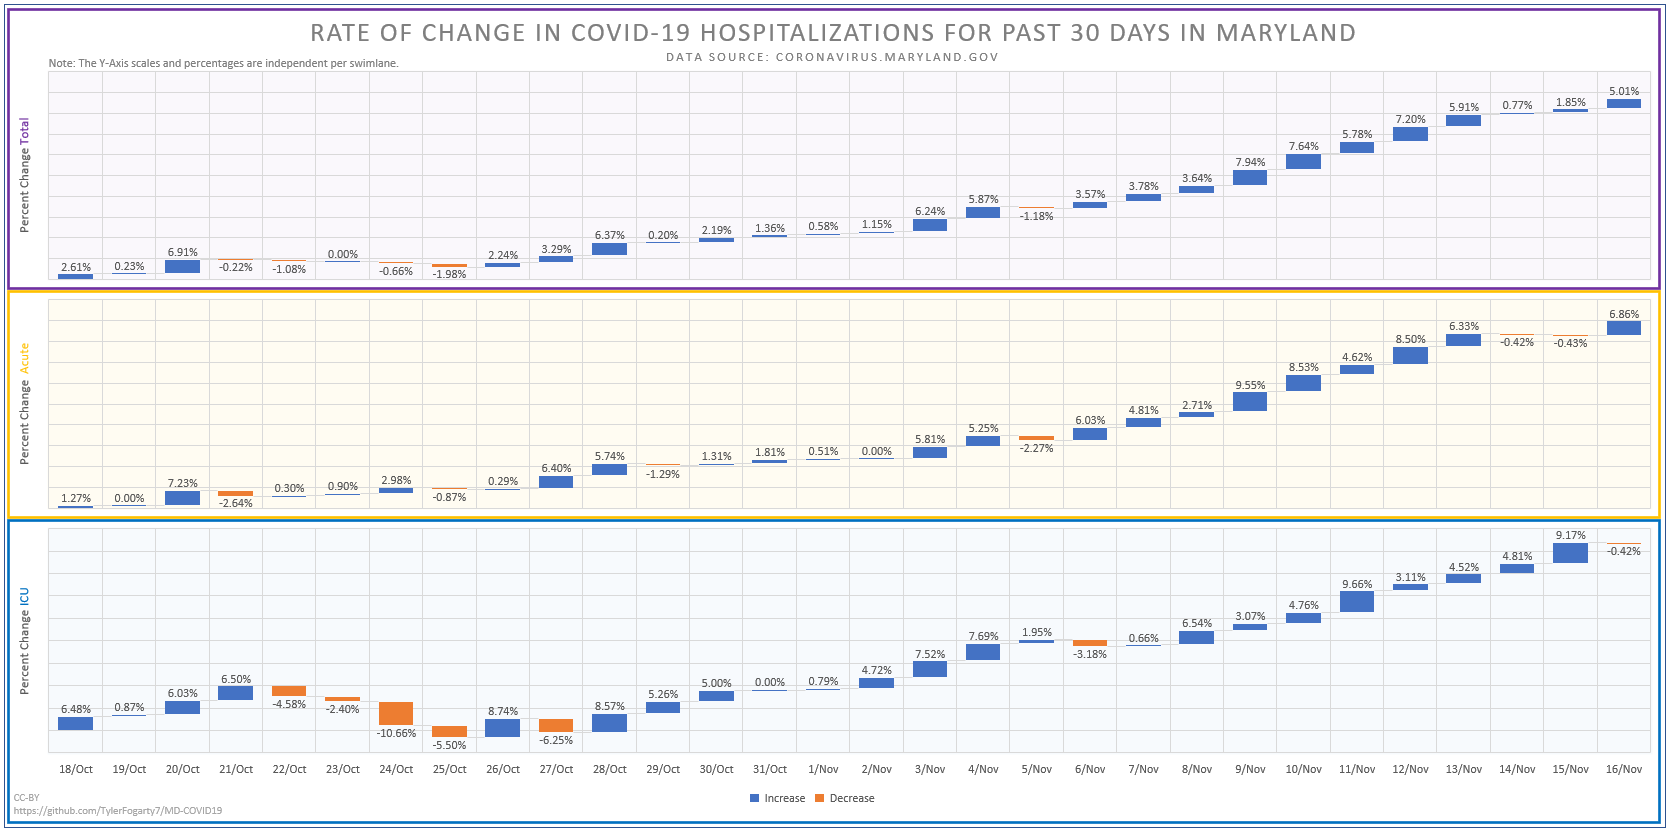 RATE OF CHANGE IN COVID-19 HOSPITALIZATIONS FOR PAST 30 DAYS IN MARYLAND
DATA SOURCE: CORONAVIRUS.MARYLAND.GOV
Note: The Y-Axis scales and percentages are independent per swimlane.
Percent Change Total
2.61% 0.23% 6.91% -0.22% -1.08% 0.00% -0.66% -1.98% 2.24% 3.29% 6.37% 0.20% 2.19% 1.36% 0.58% 1.15% 6.24% 5.87% -1.18% 3.57% 3.78% 3.64% 7.94% 7.64% 5.78% 7.20% 5.91% 0.77% 1.85% 5.01%
Percent Change Acute
1.27% 0.00% 7.23% -2.64% 0.30% 0.90% 2.98% -0.87% 0.29% 6.40% 5.74% -1.29% 1.31% 1.81% 0.51% 0.00% 5.81% 5.25% -2.27% 6.03% 4.81% 2.71% 9.55% 8.53% 4.62% 8.50% 6.33% -0.42% -0.43% 6.86%
Percent Change ICU
6.48% 0.87% 6.03% 6.50% -4.58% -2.40% -10.66% -5.50% 8.74% -6.25% 8.57% 5.26% 5.00% 0.00% 0.79% 4.72% 7.52% 7.69% 1.95% -3.18% 0.66% 6.54% 3.07% 4.76% 9.66% 3.11% 4.52% 4.81% 9.17% -0.42%
18/Oct 19/Oct 20/Oct 21/Oct 22/Oct 23/Oct 24/Oct 25/Oct 26/Oct 27/Oct 28/Oct 29/Oct 30/Oct 31/Oct 1/Nov 2/Nov 3/Nov 4/Nov 5/Nov 6/Nov 7/Nov 8/Nov 9/Nov 10/Nov 11/Nov 12/Nov 13/Nov 14/Nov 15/Nov 16/Nov
Increase Decrease
CC-BY
https://github.com/TylerFogarty7/MD-COVID19